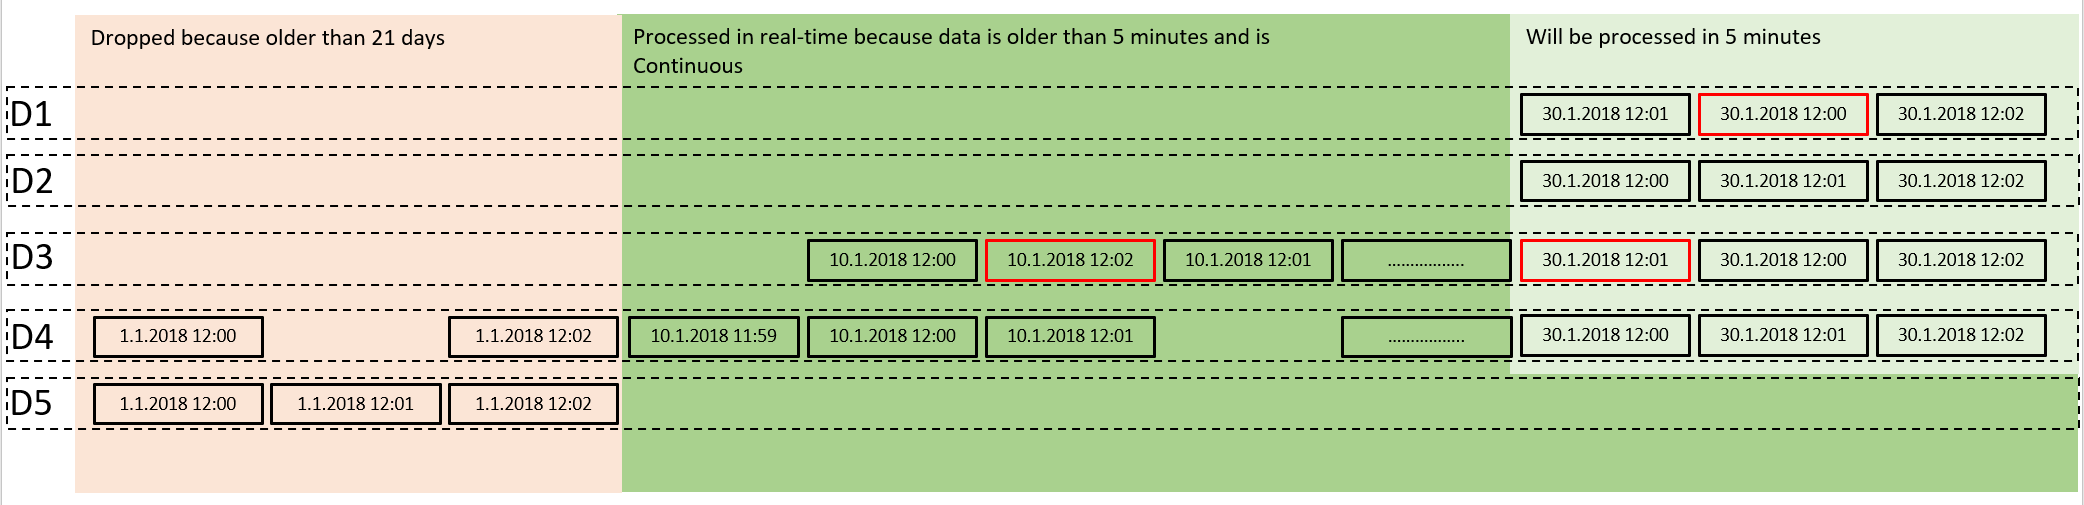 Dropped because older than 21 days
Processed in real-time because data is older than 5 minutes and is
Continuous
Will be processed in 5 minutes
D1
30.1.2018 12:01
30.1.2018 12:00
30.1.2018 12:02
D2
30.1.2018 12:00
30.1.2018 12:01
30.1.2018 12:02
D3
10.1.2018 12:00
10.1.2018 12:02
10.1.2018 12:01
.................
30.1.2018 12:01
30.1.2018 12:00
30.1.2018 12:02
D4
1.1.2018 12:00
1.1.2018 12:02
10.1.2018 11:59
10.1.2018 12:00
10.1.2018 12:01
.................
30.1.2018 12:00
30.1.2018 12:01
30.1.2018 12:02
D5
1.1.2018 12:00
1.1.2018 12:01
1.1.2018 12:02